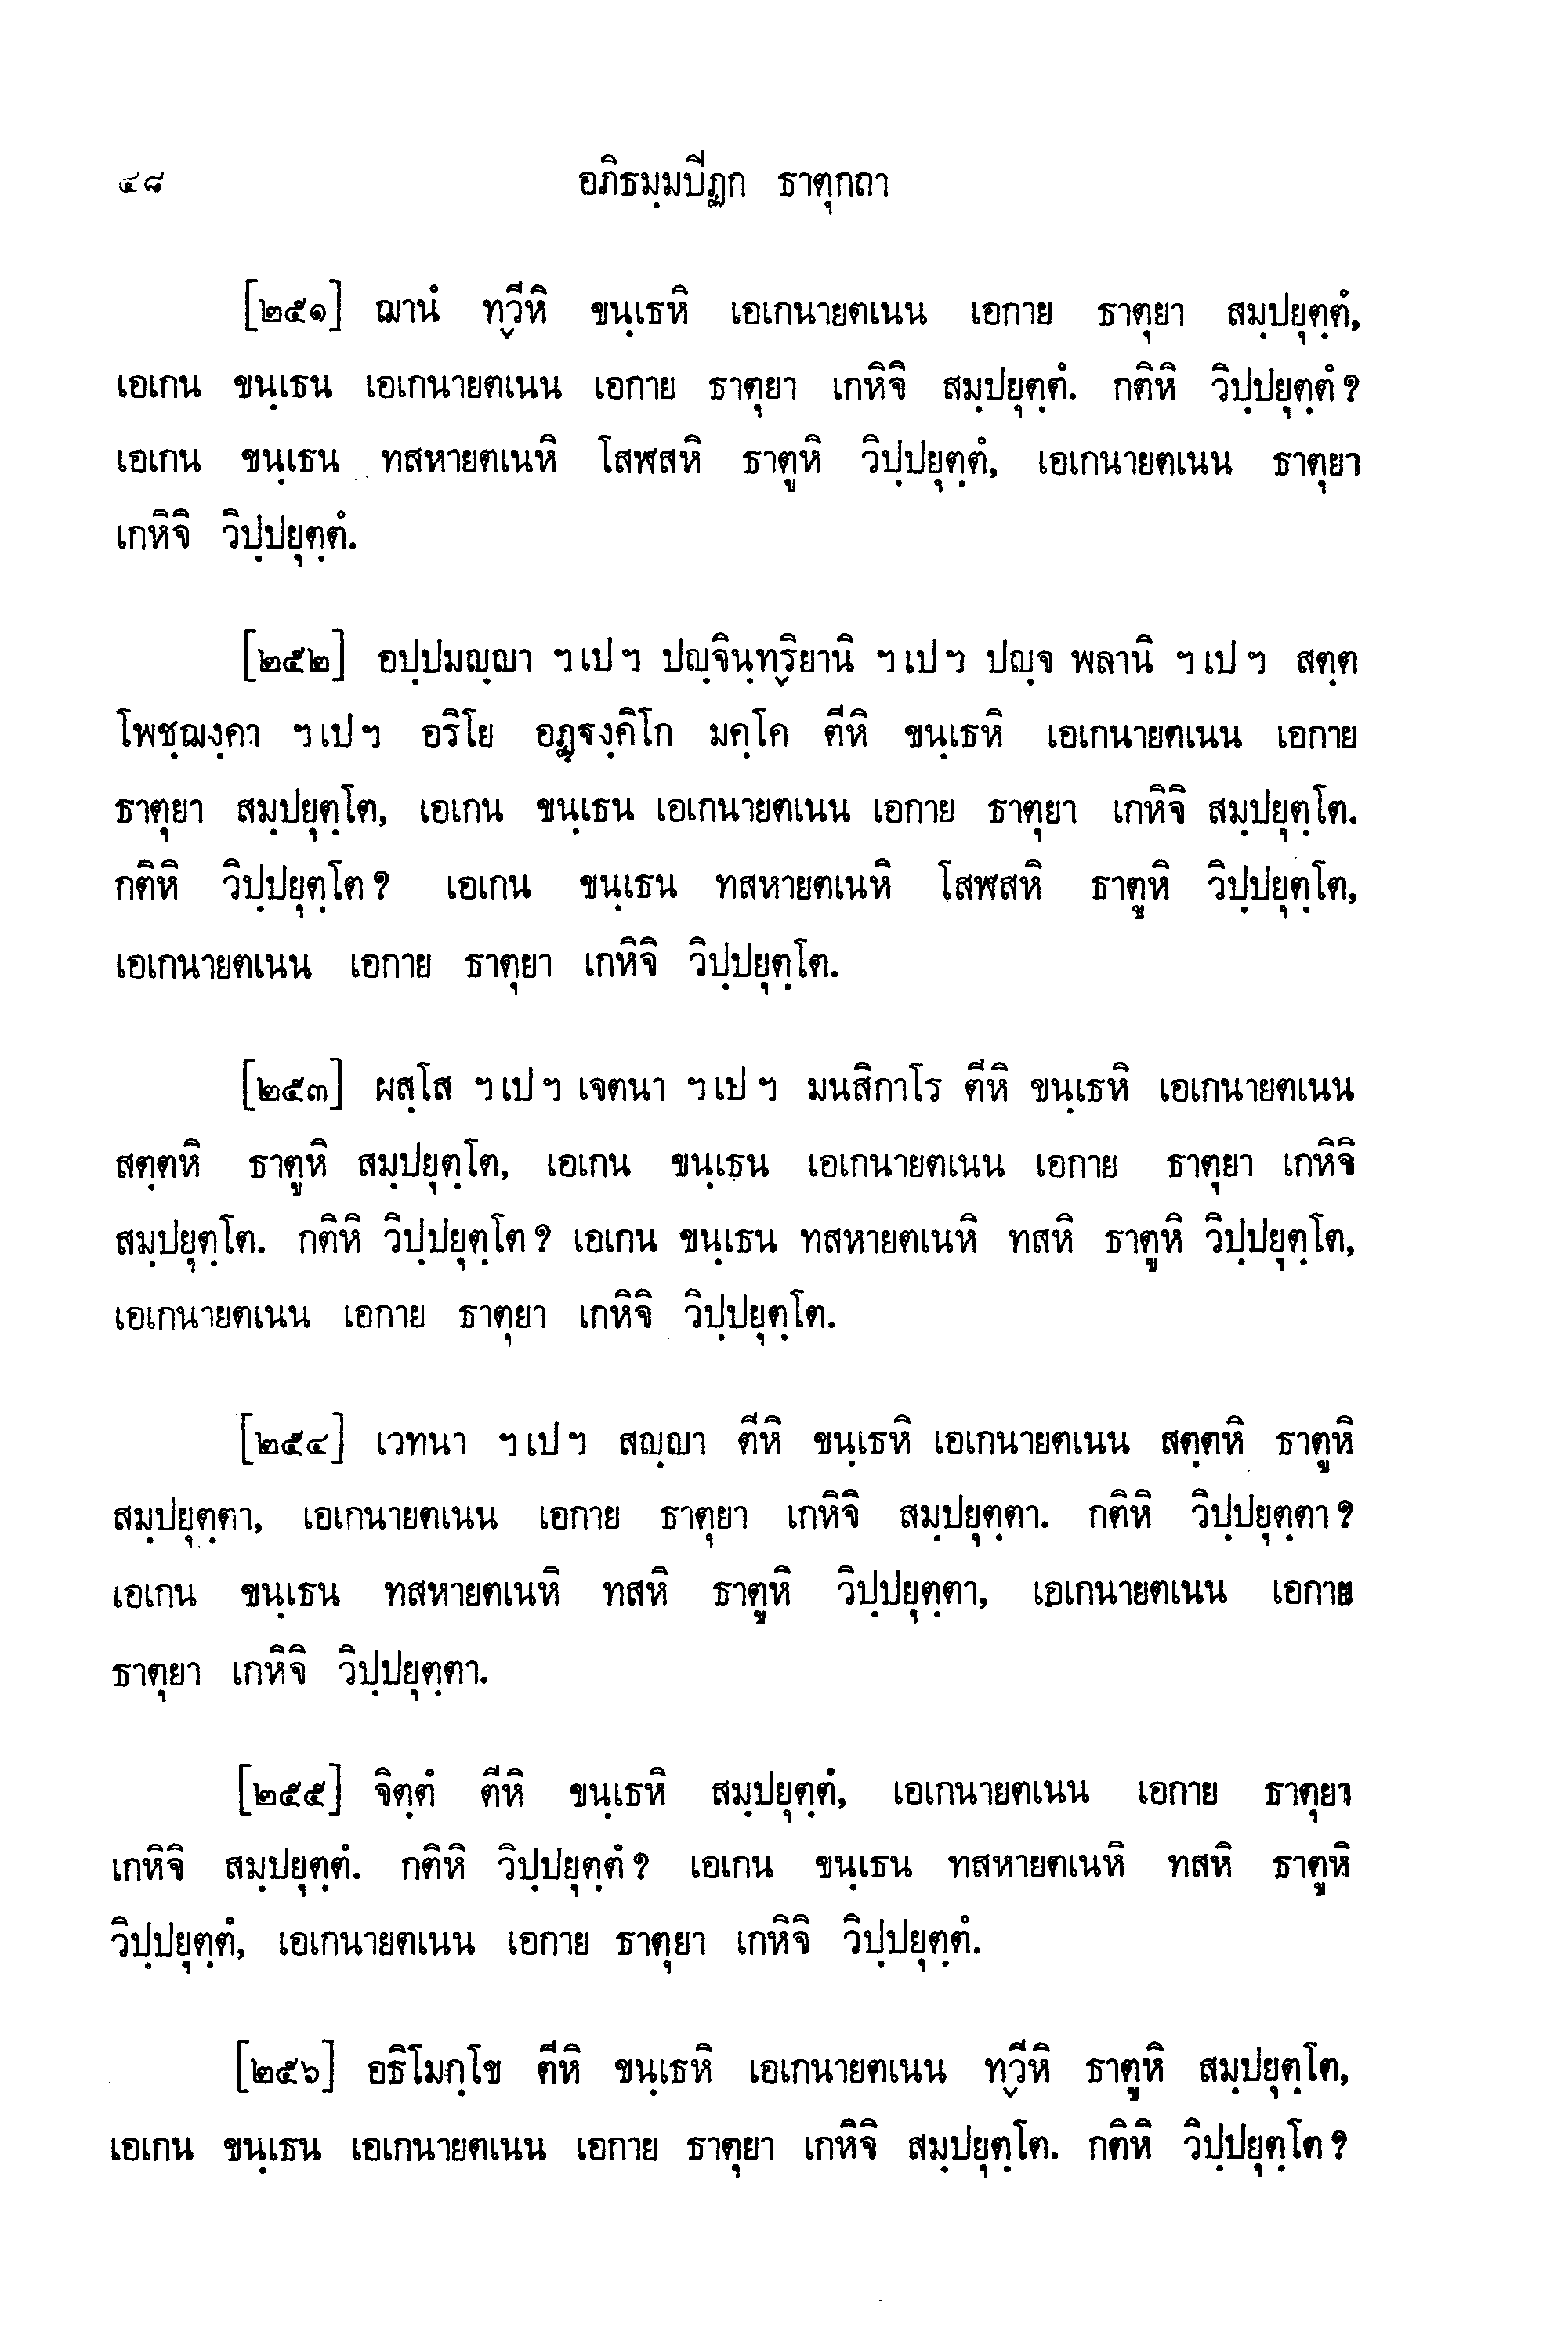 ๔๘ อภิธมฺมปีฏก ธาตุกถา
[๒๕๑] ฌานํ ทฺวีหิ ขนฺเธหิ เอเกนายตเนน เอกาย ธาตุยา สมฺปยุตฺตํ,
เอเกน ขนฺเธน เอเกนายตเนน เอกาย ธาตุยา เกหิจิ สมฺปยุตฺตํ. กติหิ วิปฺปยุตฺตํ ?
เอเกน ขนฺเธน ทสหายตเนหิ โสฬสหิ ธาตูหิ วิปฺปยุตฺตํ, เอเกนายตเนน ธาตุยา
เกหิจิ วิปฺปยุตฺตํ.
[๒๕๒] อปฺปมญฺญา ฯเปฯ ปญฺจินฺทฺริยานิ ฯเปฯ ปญฺจ พลานิ ฯเปฯ สตฺต
โพชฺฌงฺคา ฯเปฯ อริโย อฏฺฐงฺคิโก มคฺโค ตีหิ ขนฺเธหิ เอเกนายตเนน เอกาย
ธาตุยา สมฺปยุตฺโต, เอเกน ขนฺเธน เอเกนายตเนน เอกาย ธาตุยา เกหิจิ สมฺปยุตฺโต.
กติหิ วิปฺปยุตฺโต ? เอเกน ขนฺเธน ทสหายตเนหิ โสฬสหิ ธาตูหิ วิปฺปยุตฺโต,
เอเกนายตเนน เอกาย ธาตุยา เกหิจิ วิปฺปยุตฺโต.
[๒๕๓] ผสฺโส ฯเปฯ เจตนา ฯเปฯ มนสิกาโร ตีหิ ขนฺเธหิ เอเกนายตเนน
สตฺตหิ ธาตูหิ สมฺปยุตฺโต, เอเกน ขนฺเธน เอเกนายตเนน เอกาย ธาตุยา เกหิจิ
สมฺปยุตฺโต. กติหิ วิปฺปยุตฺโต ? เอเกน ขนฺเธน ทสหายตเนหิ ทสหิ ธาตูหิ วิปฺปยุตฺโต,
เอเกนายตเนน เอกาย ธาตุยา เกหิจิ วิปฺปยุตฺโต.
[๒๕๔] เวทนา ฯเปฯ สญฺญา ตีหิ ขนฺเธหิ เอเกนายตเนน สตฺตหิ ธาตูหิ
สมฺปยุตฺตา, เอเกนายตเนน เอกาย ธาตุยา เกหิจิ สมฺปยุตฺตา. กติหิ วิปฺปยุตฺตา ?
เอเกน ขนฺเธน ทสหายตเนหิ ทสหิ ธาตูหิ วิปฺปยุตฺตา, เอเกนายตเนน เอกาย
ธาตุยา เกหิจิ วิปฺปยุตฺตา.
[๒๕๕] จิตฺตํ ตีหิ ขนฺเธหิ สมฺปยุตฺตํ, เอเกนายตเนน เอกาย ธาตุยา
เกหิจิ สมฺปยุตฺตํ. กติหิ วิปฺปยุตฺตํ ? เอเกน ขนฺเธน ทสหายตเนหิ ทสหิ ธาตูหิ
วิปฺปยุตฺตํ, เอเกนายตเนน เอกาย ธาตุยา เกหิจิ วิปฺปยุตฺตํ.
[๒๕๖] อธิโมกฺโข ตีหิ ขนฺเธหิ เอเกนายตเนน ทฺวีหิ ธาตูหิ สมฺปยุตฺโต,
เอเกน ขนฺเธน เอเกนายตเนน เอกาย ธาตุยา เกหิจิ สมฺปยุตฺโต. กติหิ วิปฺปยุตฺโต ?